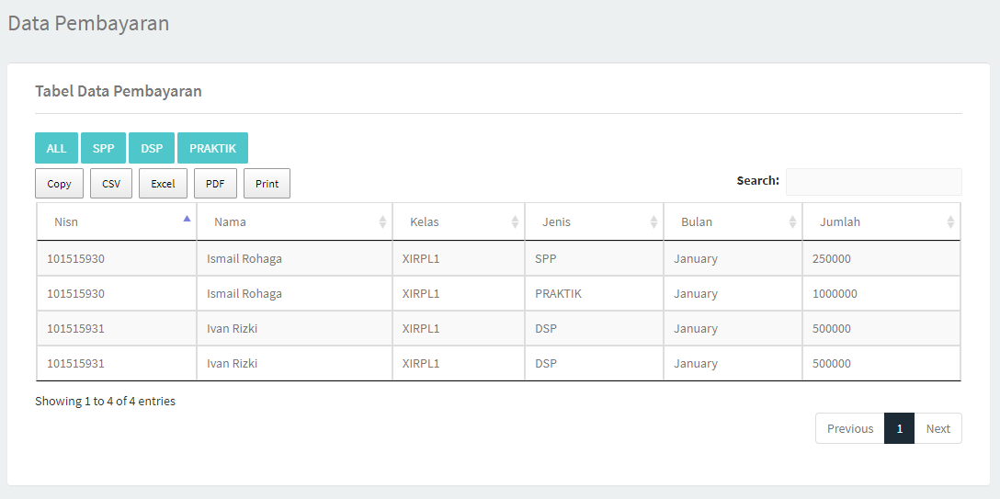 Data Pembayaran
Tabel Data Pembayaran
ALL SPP DSP PRAKTIK
Copy CSV Excel PDF Print Search:
Nisn Nama Kelas Jenis Bulan Jumlah
101515930 Ismail Rohaga XIRPL1 SPP January 250000
101515930 Ismail Rohaga XIRPL1 PRAKTIK January 1000000
101515931 Ivan Rizki XIRPL1 DSP January 500000
101515931 Ivan Rizki XIRPL1 DSP January 500000
Showing 1 to 4 of 4 entries
Previous 1 Next